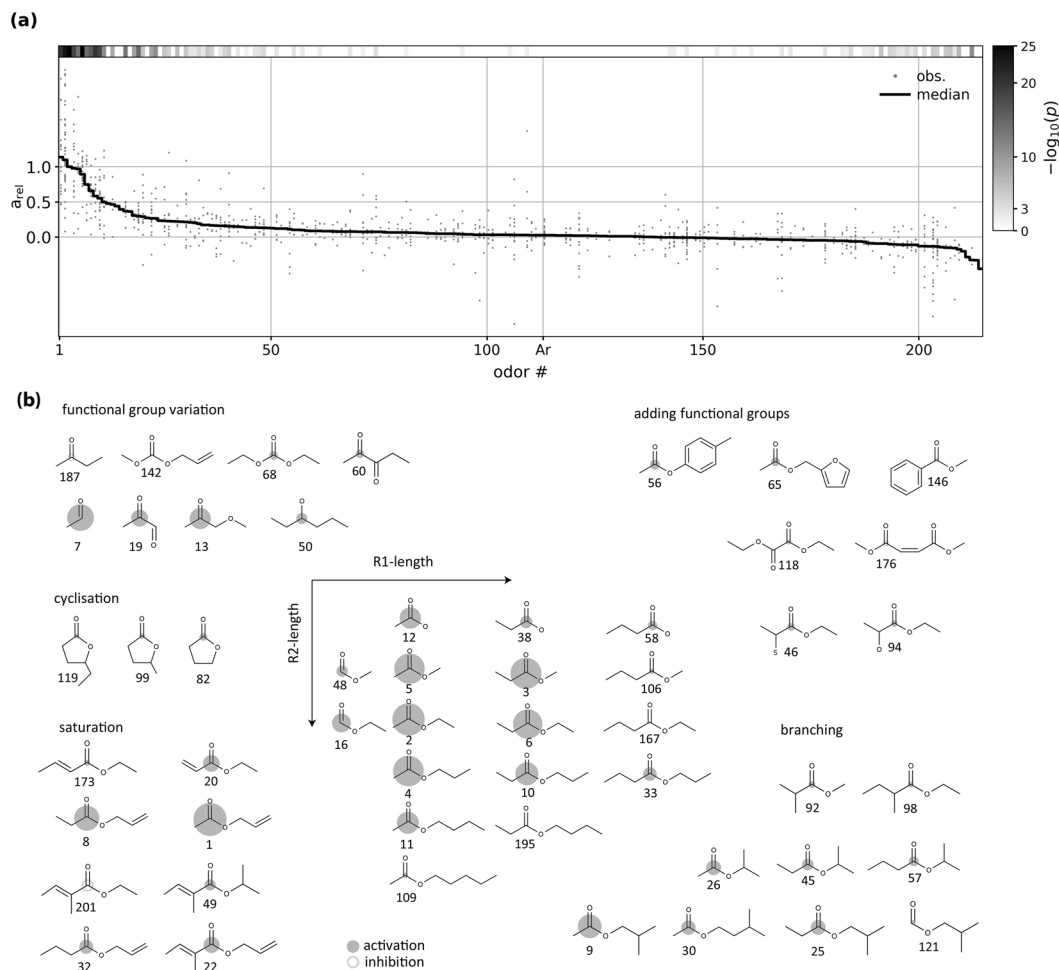 (a)
25
20
10
3
0
−log10(p)
obs.
median
1.0
0.5
0.0
a_rel
1 50 100 Ar 150 200
odor #
(b)
functional group variation
adding functional groups
O O O O
O O O O
O
187 142 68 60
O O O O
O O
7 19 13 50
O O O
O O O
56 65 146
O O O O
O O O O
118 176
O O O O
S O
46 94
cyclisation
O O O
O O O
119 99 82
R1-length
R2-length
O O O
O O O
12 38 58
O O O O
O O O O
48 5 3 106
O O O O
O O O O
16 2 6 167
O O O
O O O
4 10 33
O O
O O
11 195
O
O
109
saturation
O O
O O
173 20
O O
O O
8 1
O O
O O
201 49
O O
O O
32 22
branching
O O
O O
92 98
O O O
O O O
26 45 57
O O O O
O O O O
9 30 25 121
activation
inhibition